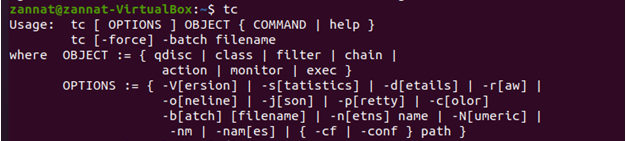 zannat@zannat-VirtualBox:~$ tc
Usage:  tc [ OPTIONS ] OBJECT { COMMAND | help }
        tc [-force] -batch filename
where  OBJECT := { qdisc | class | filter | chain |
                    action | monitor | exec }
       OPTIONS := { -V[ersion] | -s[tatistics] | -d[etails] | -r[aw] |
                    -o[neline] | -j[son] | -p[retty] | -c[olor]
                    -b[atch] [filename] | -n[etns] name | -N[umeric] |
                     -nm | -nam[es] | { -cf | -conf } path }